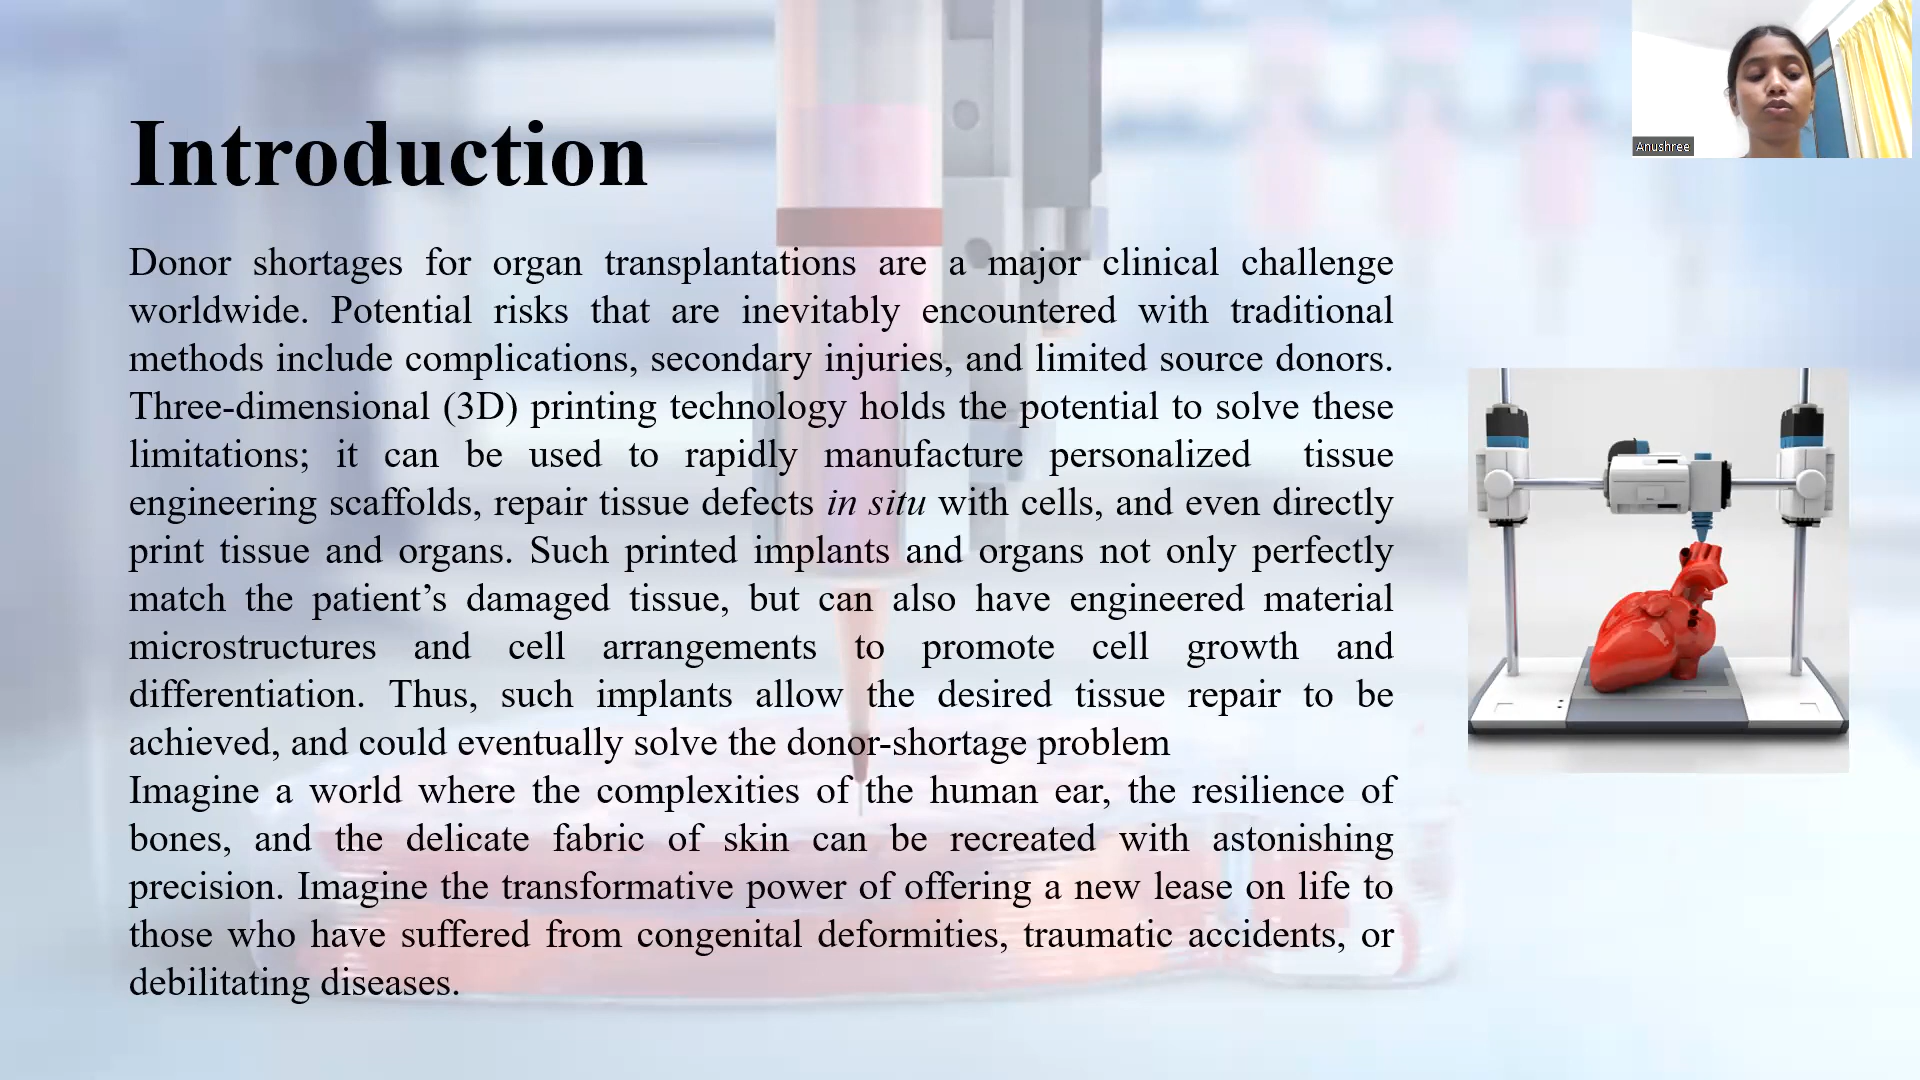 Introduction
Anushree
Donor shortages for organ transplantations are a major clinical challenge
worldwide. Potential risks that are inevitably encountered with traditional
methods include complications, secondary injuries, and limited source donors.
Three-dimensional (3D) printing technology holds the potential to solve these
limitations; it can be used to rapidly manufacture personalized tissue
engineering scaffolds, repair tissue defects in situ with cells, and even directly
print tissue and organs. Such printed implants and organs not only perfectly
match the patient’s damaged tissue, but can also have engineered material
microstructures and cell arrangements to promote cell growth and
differentiation. Thus, such implants allow the desired tissue repair to be
achieved, and could eventually solve the donor-shortage problem
Imagine a world where the complexities of the human ear, the resilience of
bones, and the delicate fabric of skin can be recreated with astonishing
precision. Imagine the transformative power of offering a new lease on life to
those who have suffered from congenital deformities, traumatic accidents, or
debilitating diseases.